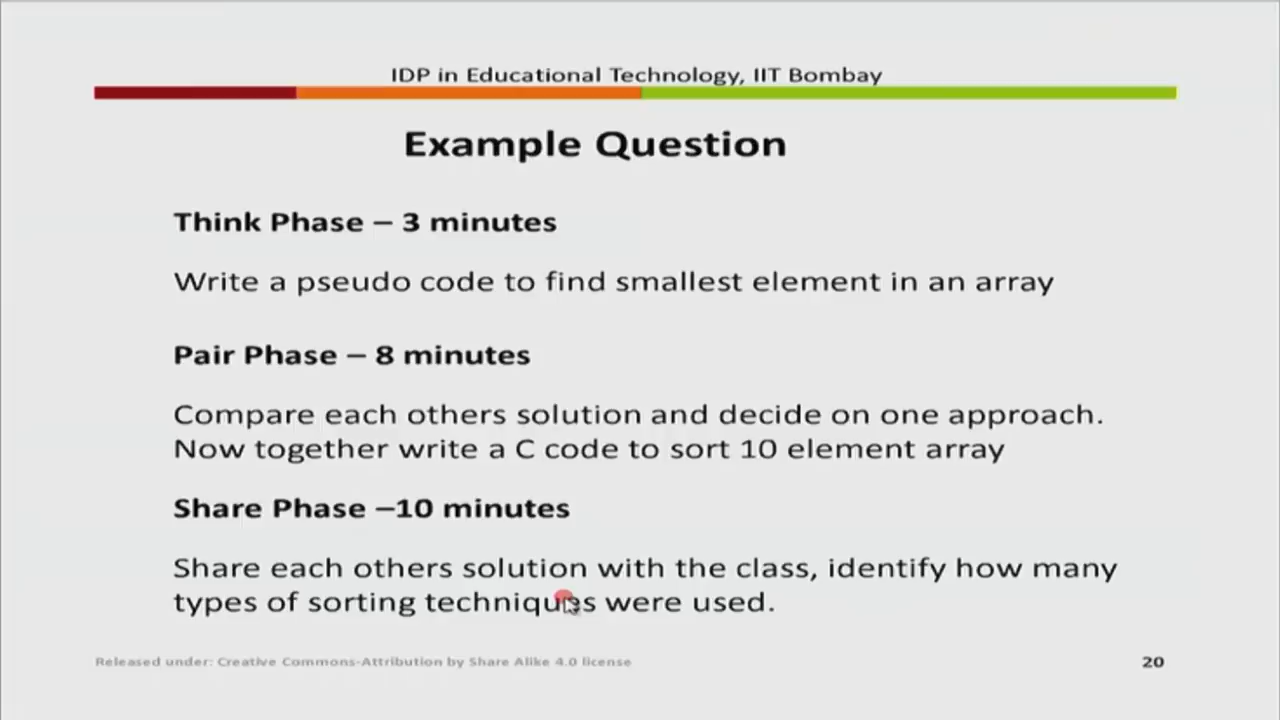 IDP in Educational Technology, IIT Bombay
Example Question
Think Phase – 3 minutes
Write a pseudo code to find smallest element in an array
Pair Phase – 8 minutes
Compare each others solution and decide on one approach.
Now together write a C code to sort 10 element array
Share Phase –10 minutes
Share each others solution with the class, identify how many
types of sorting techniques were used.
Released under: Creative Commons-Attribution by Share Alike 4.0 license
20